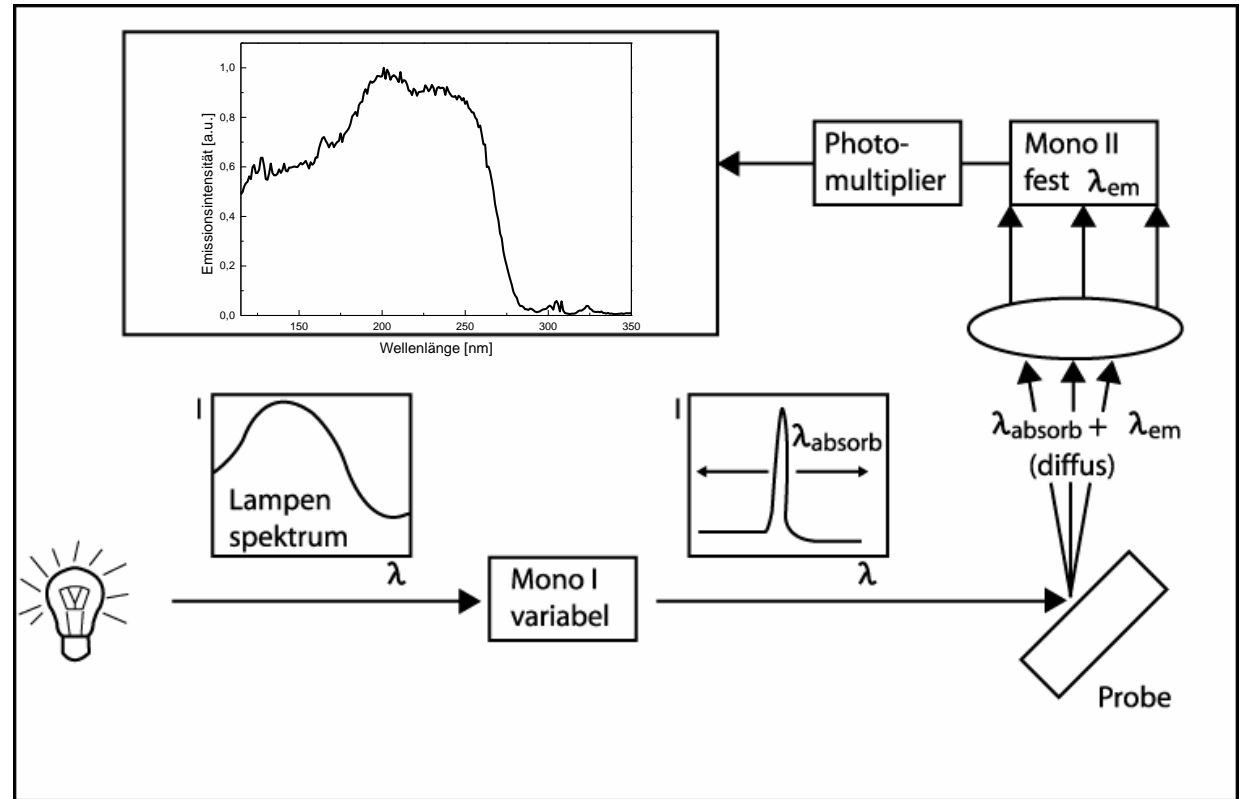 1,0
0,8
0,6
0,4
0,2
0,0
Emissionsintensität [a.u.]
150 200 250 300 350
Wellenlänge [nm]
Photo-
multiplier
Mono II
fest λem
λabsorb + λem
(diffus)
I
Lampen
spektrum
λ
I
λabsorb
λ
Mono I
variabel
Probe